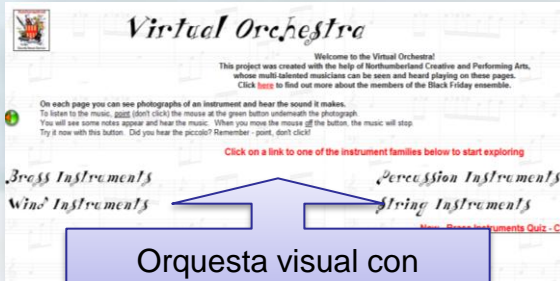 Virtual Orchestra
Welcome to the Virtual Orchestra!
This project was created with the help of Northumberland Creative and Performing Arts,
whose multi-talented musicians can be seen and heard playing on these pages.
Click here to find out more about the members of the Black Friday ensemble.
On each page you can see photographs of an instrument and hear the sound it makes.
To listen to the music, point (don't click) the mouse at the green button underneath the photograph.
You will see some notes appear and hear the music. When you move the mouse off the button, the music will stop.
Try it now with this button. Did you hear the piccolo? Remember - point, don't click!
Click on a link to one of the instrument families below to start exploring
Brass Instruments
Percussion Instruments
Wind Instruments
String Instruments
Instruments Quiz - C
Orquesta visual con